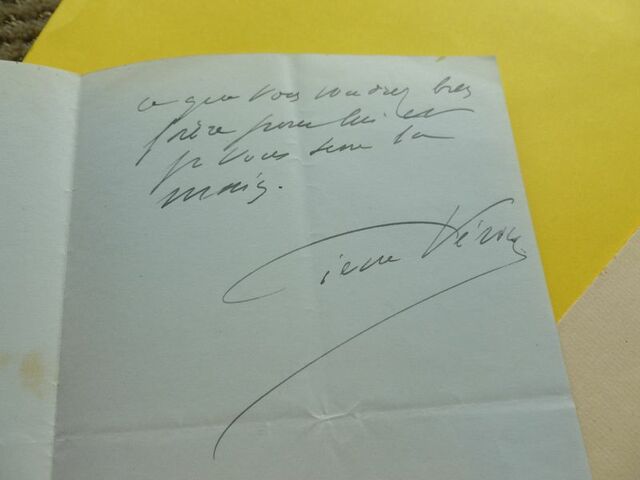 ce que vous voudrez bien
faire pour lui et
je vous serre la
main.
Pierre Véron